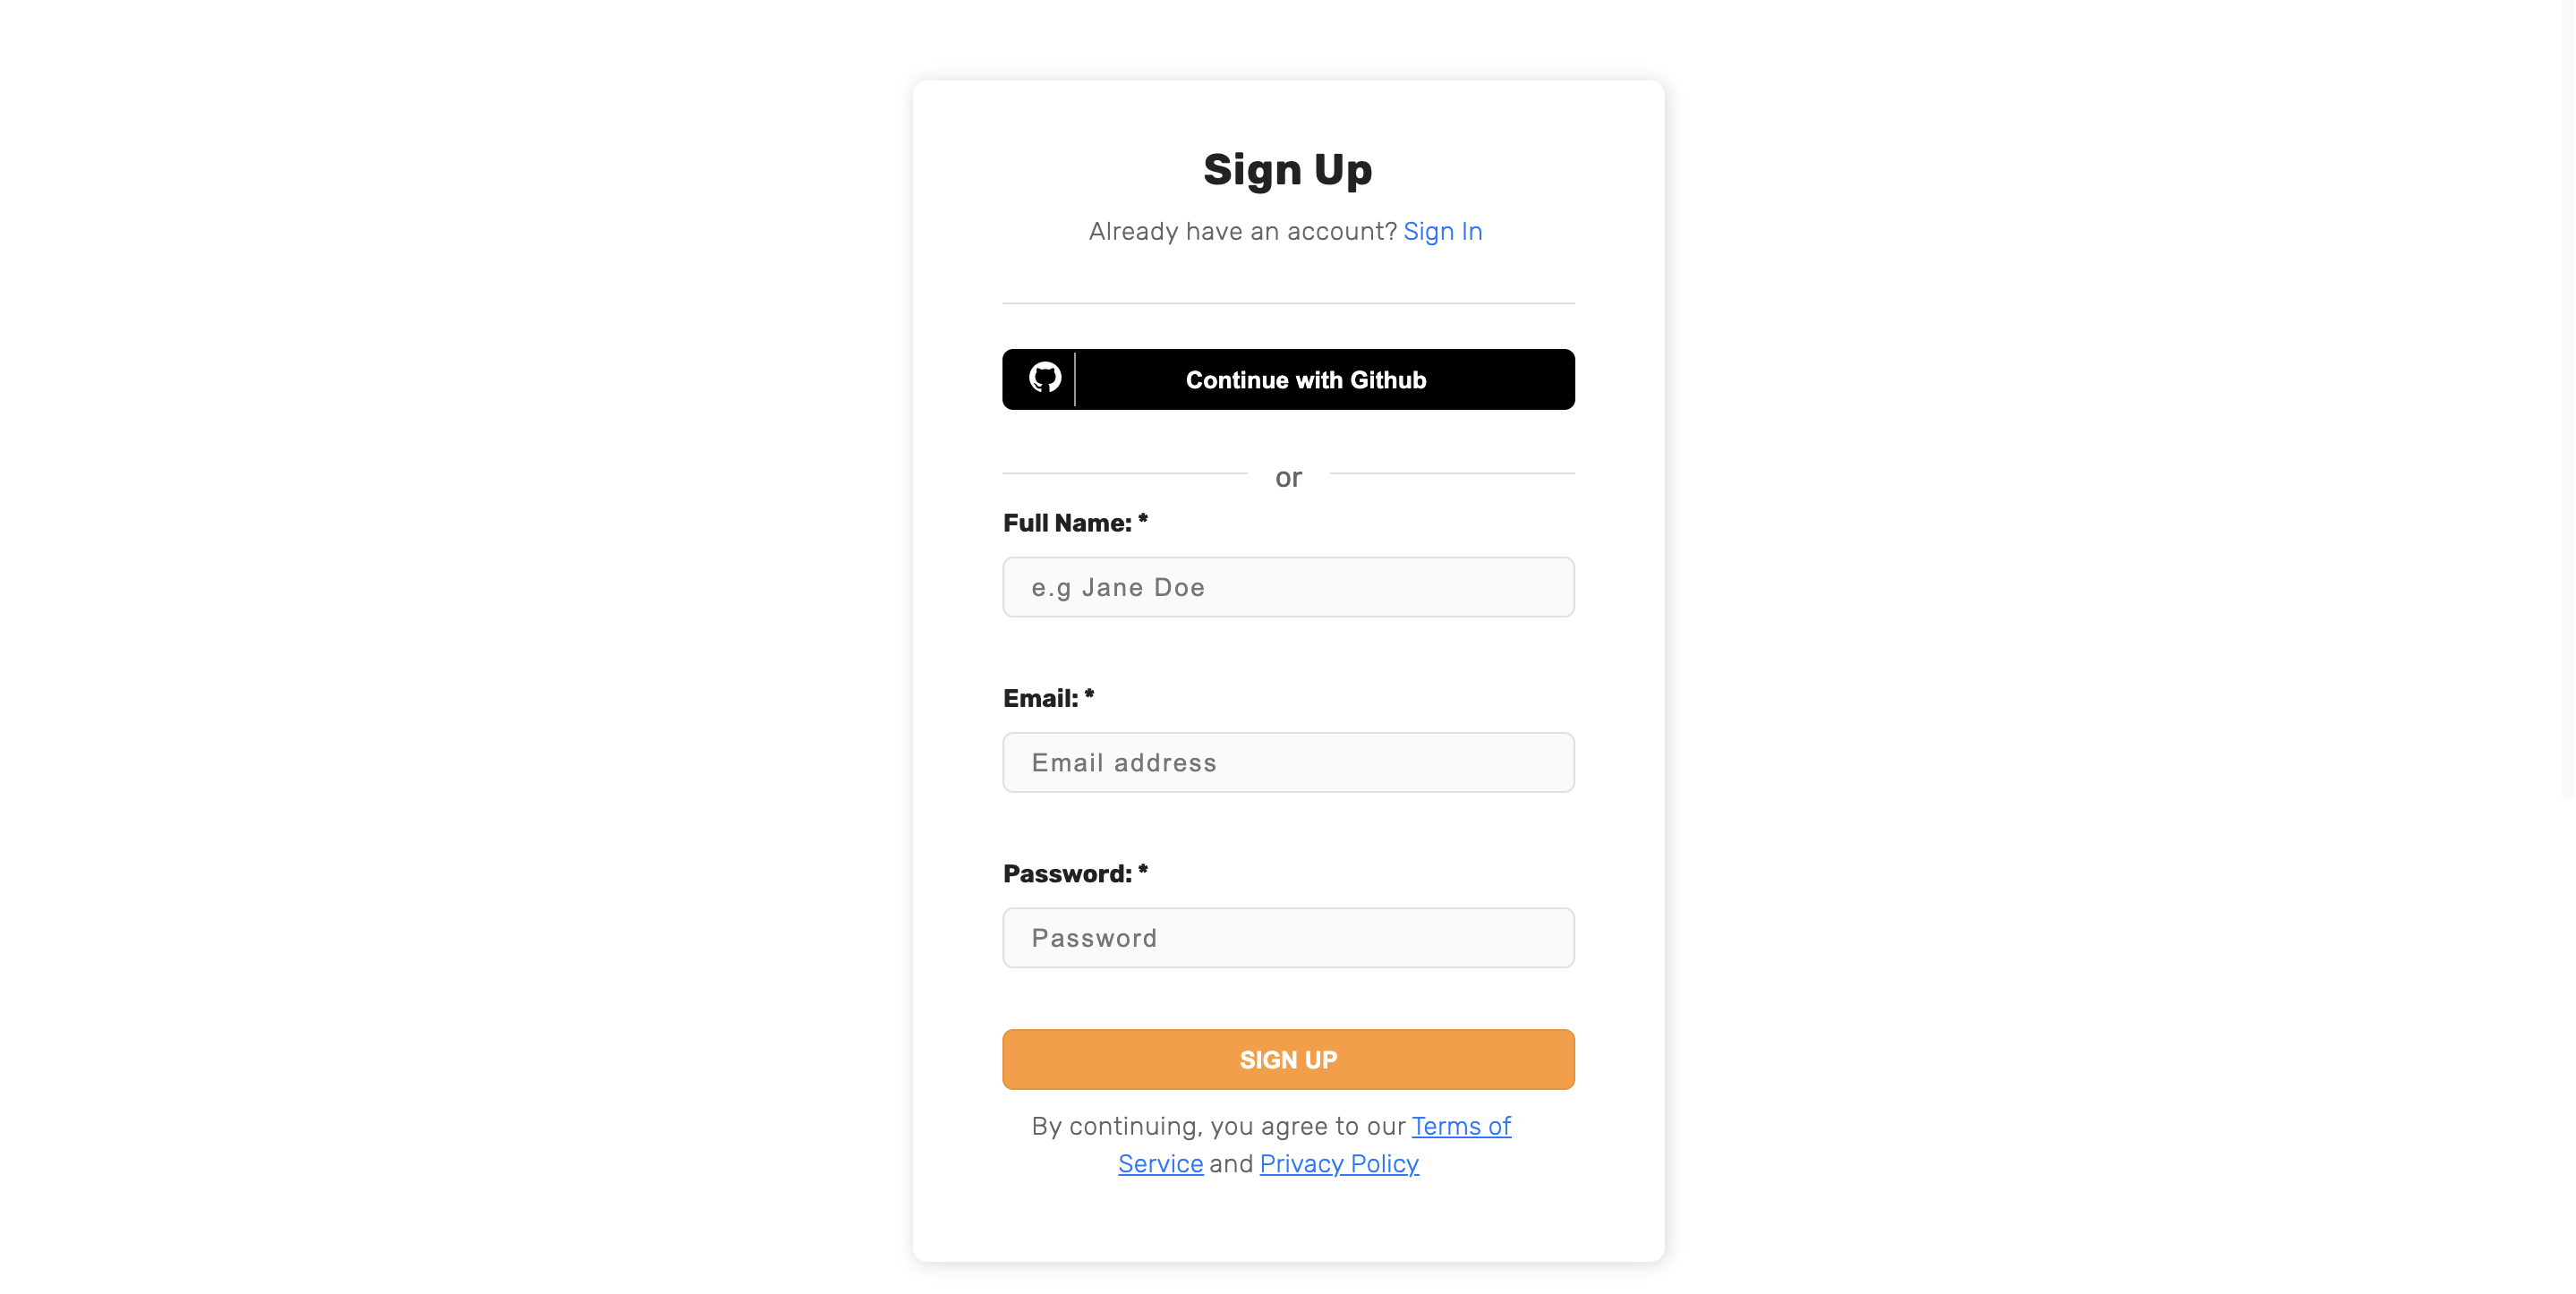 Sign Up
Already have an account? Sign In
Continue with Github
or
Full Name: *
e.g Jane Doe
Email: *
Email address
Password: *
Password
SIGN UP
By continuing, you agree to our Terms of
Service and Privacy Policy